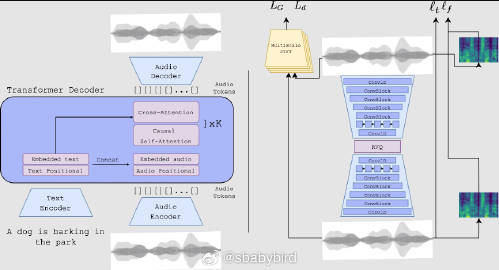 Audio
Decoder
Audio
Tokens
[][][][]...[]
Transformer Decoder
Cross-Attention
Causal
Self-Attention
]xK
Embedded text
Text Positional
Concat
Embedded audio
Audio Positional
[][][][]...[]
Audio
Tokens
Text
Encoder
Audio
Encoder
A dog is barking in
the park
L_G L_d
ℓ_t ℓ_f
MultiScale
STFT
Conv1d
ConvBlock
ConvBlock
ConvBlock
ConvBlock
Conv1d
RVQ
Conv1d
ConvBlock
ConvBlock
ConvBlock
ConvBlock
Conv1d
@sbabybird